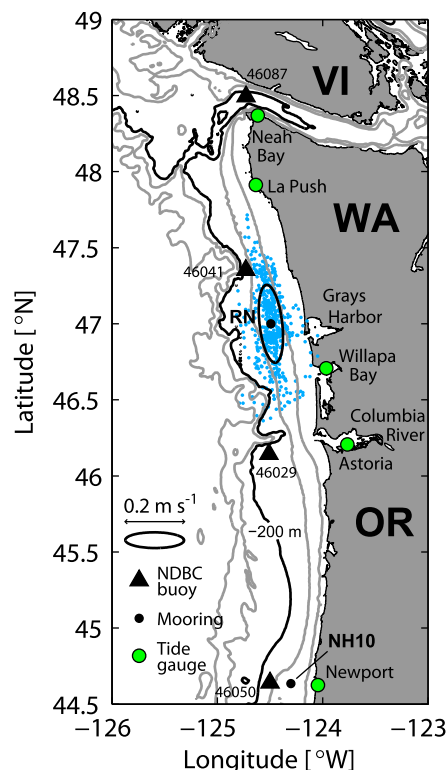 49
48.5
48
47.5
47
46.5
46
45.5
45
44.5
Latitude [ °N]
−126
−125
−124
−123
Longitude [ °W]
46087
VI
Neah
Bay
La Push
WA
46041
RN
Grays
Harbor
Willapa
Bay
Columbia
River
46029
Astoria
OR
0.2 m s-1
−200 m
NDBC
buoy
Mooring
Tide
gauge
NH10
46050
Newport